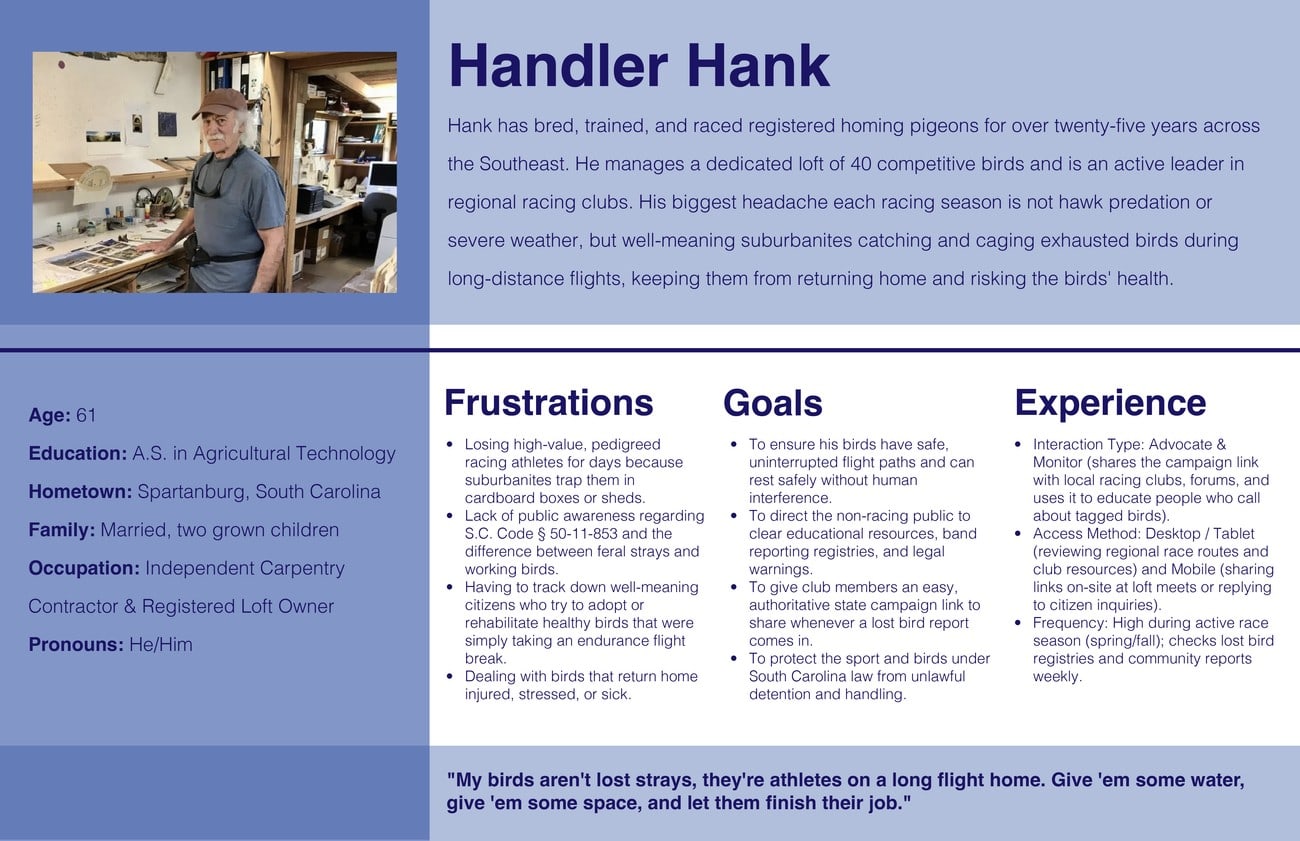 Handler Hank
Hank has bred, trained, and raced registered homing pigeons for over twenty-five years across
the Southeast. He manages a dedicated loft of 40 competitive birds and is an active leader in
regional racing clubs. His biggest headache each racing season is not hawk predation or
severe weather, but well-meaning suburbanites catching and caging exhausted birds during
long-distance flights, keeping them from returning home and risking the birds' health.
Age: 61
Education: A.S. in Agricultural Technology
Hometown: Spartanburg, South Carolina
Family: Married, two grown children
Occupation: Independent Carpentry
Contractor & Registered Loft Owner
Pronouns: He/Him
Frustrations
• Losing high-value, pedigreed
racing athletes for days because
suburbanites trap them in
cardboard boxes or sheds.
• Lack of public awareness regarding
S.C. Code § 50-11-853 and the
difference between feral strays and
working birds.
• Having to track down well-meaning
citizens who try to adopt or
rehabilitate healthy birds that were
simply taking an endurance flight
break.
• Dealing with birds that return home
injured, stressed, or sick.
Goals
• To ensure his birds have safe,
uninterrupted flight paths and can
rest safely without human
interference.
• To direct the non-racing public to
clear educational resources, band
reporting registries, and legal
warnings.
• To give club members an easy,
authoritative state campaign link to
share whenever a lost bird report
comes in.
• To protect the sport and birds under
South Carolina law from unlawful
detention and handling.
Experience
• Interaction Type: Advocate &
Monitor (shares the campaign link
with local racing clubs, forums, and
uses it to educate people who call
about tagged birds).
• Access Method: Desktop / Tablet
(reviewing regional race routes and
club resources) and Mobile (sharing
links on-site at loft meets or replying
to citizen inquiries).
• Frequency: High during active race
season (spring/fall); checks lost bird
registries and community reports
weekly.
"My birds aren't lost strays, they're athletes on a long flight home. Give 'em some water,
give 'em some space, and let them finish their job."